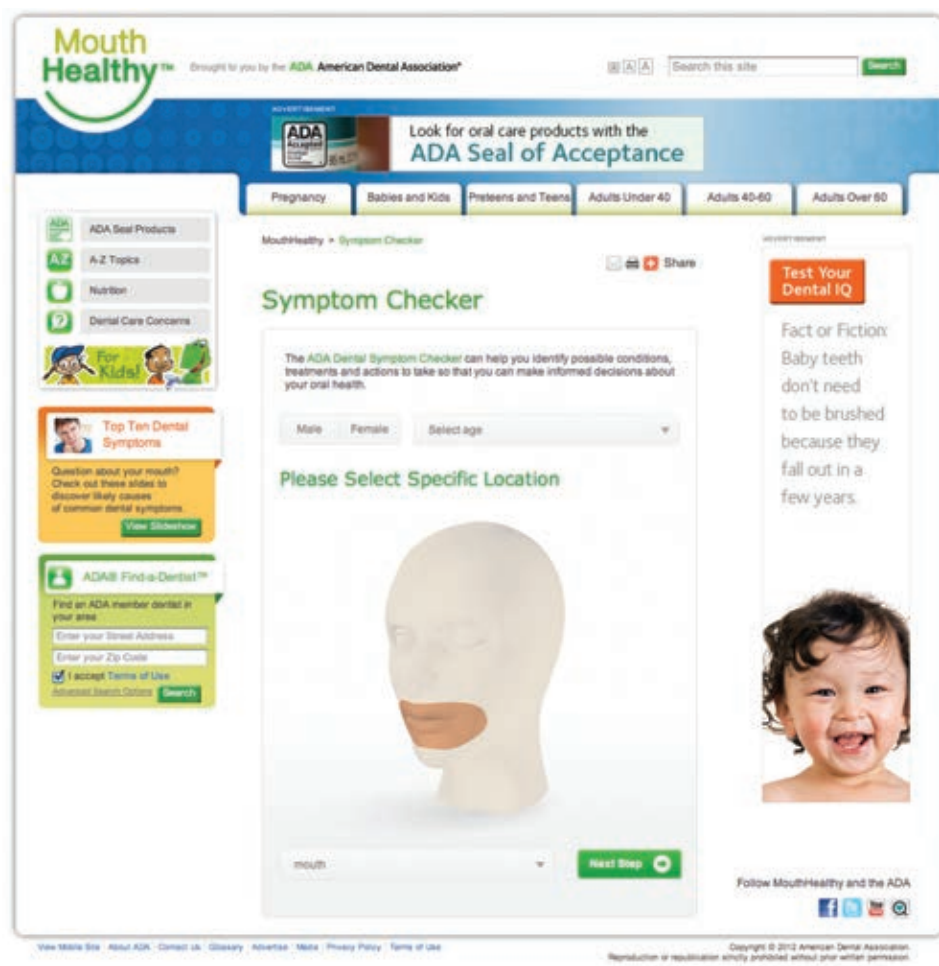 Mouth
Healthy™
Brought to you by the ADA American Dental Association®
A A A
Search this site
Search
ADVERTISEMENT
ADA
Accepted
Look for oral care products with the
ADA Seal of Acceptance
Pregnancy
Babies and Kids
Preteens and Teens
Adults Under 40
Adults 40-60
Adults Over 60
ADA
ADA Seal Products
AZ
A-Z Topics
Nutrition
?
Dental Care Concerns
For
Kids!
Top Ten Dental
Symptoms
Question about your mouth?
Check out these slides to
discover likely causes
of common dental symptoms.
View Slideshow
ADA® Find-a-Dentist™
Find an ADA member dentist in
your area
Enter your Street Address
Enter your Zip Code
I accept Terms of Use
Advanced Search Options
Search
MouthHealthy > Symptom Checker
Share
Symptom Checker
The ADA Dental Symptom Checker can help you identify possible conditions,
treatments and actions to take so that you can make informed decisions about
your oral health.
Male
Female
Select age
Please Select Specific Location
mouth
Next Step
ADVERTISEMENT
Test Your
Dental IQ
Fact or Fiction:
Baby teeth
don't need
to be brushed
because they
fall out in a
few years.
Follow MouthHealthy and the ADA
View Mobile Site About ADA Contact Us Glossary Advertise Media Privacy Policy Terms of Use
Copyright © 2012 American Dental Association.
Reproduction or republication strictly prohibited without prior written permission.